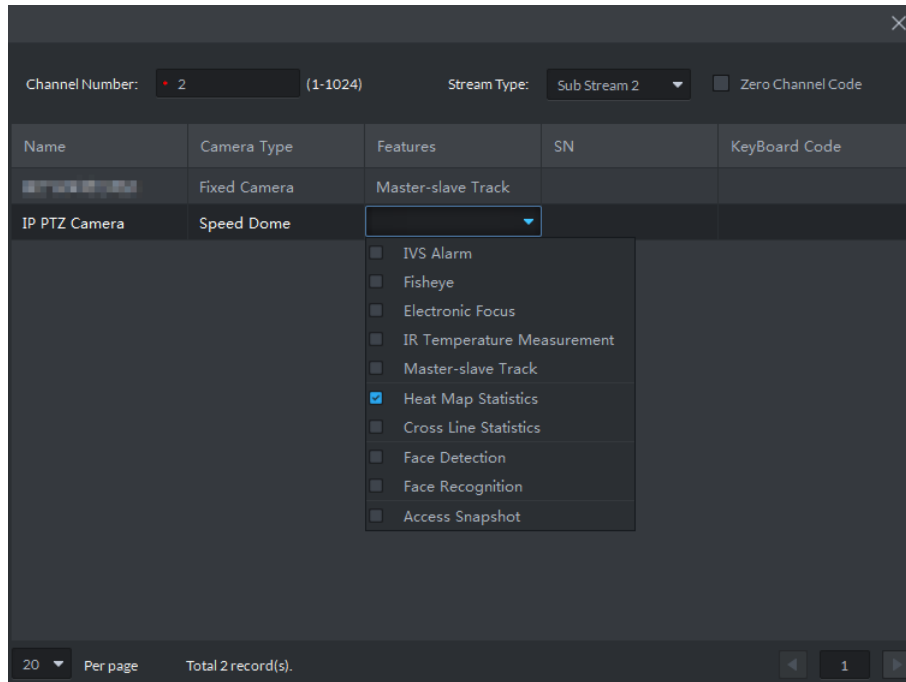 Channel Number: * 2 (1-1024) Stream Type: Sub Stream 2 Zero Channel Code
Name Camera Type Features SN KeyBoard Code
Fixed Camera Master-slave Track
IP PTZ Camera Speed Dome
IVS Alarm
Fisheye
Electronic Focus
IR Temperature Measurement
Master-slave Track
Heat Map Statistics
Cross Line Statistics
Face Detection
Face Recognition
Access Snapshot
20 Per page Total 2 record(s). 1